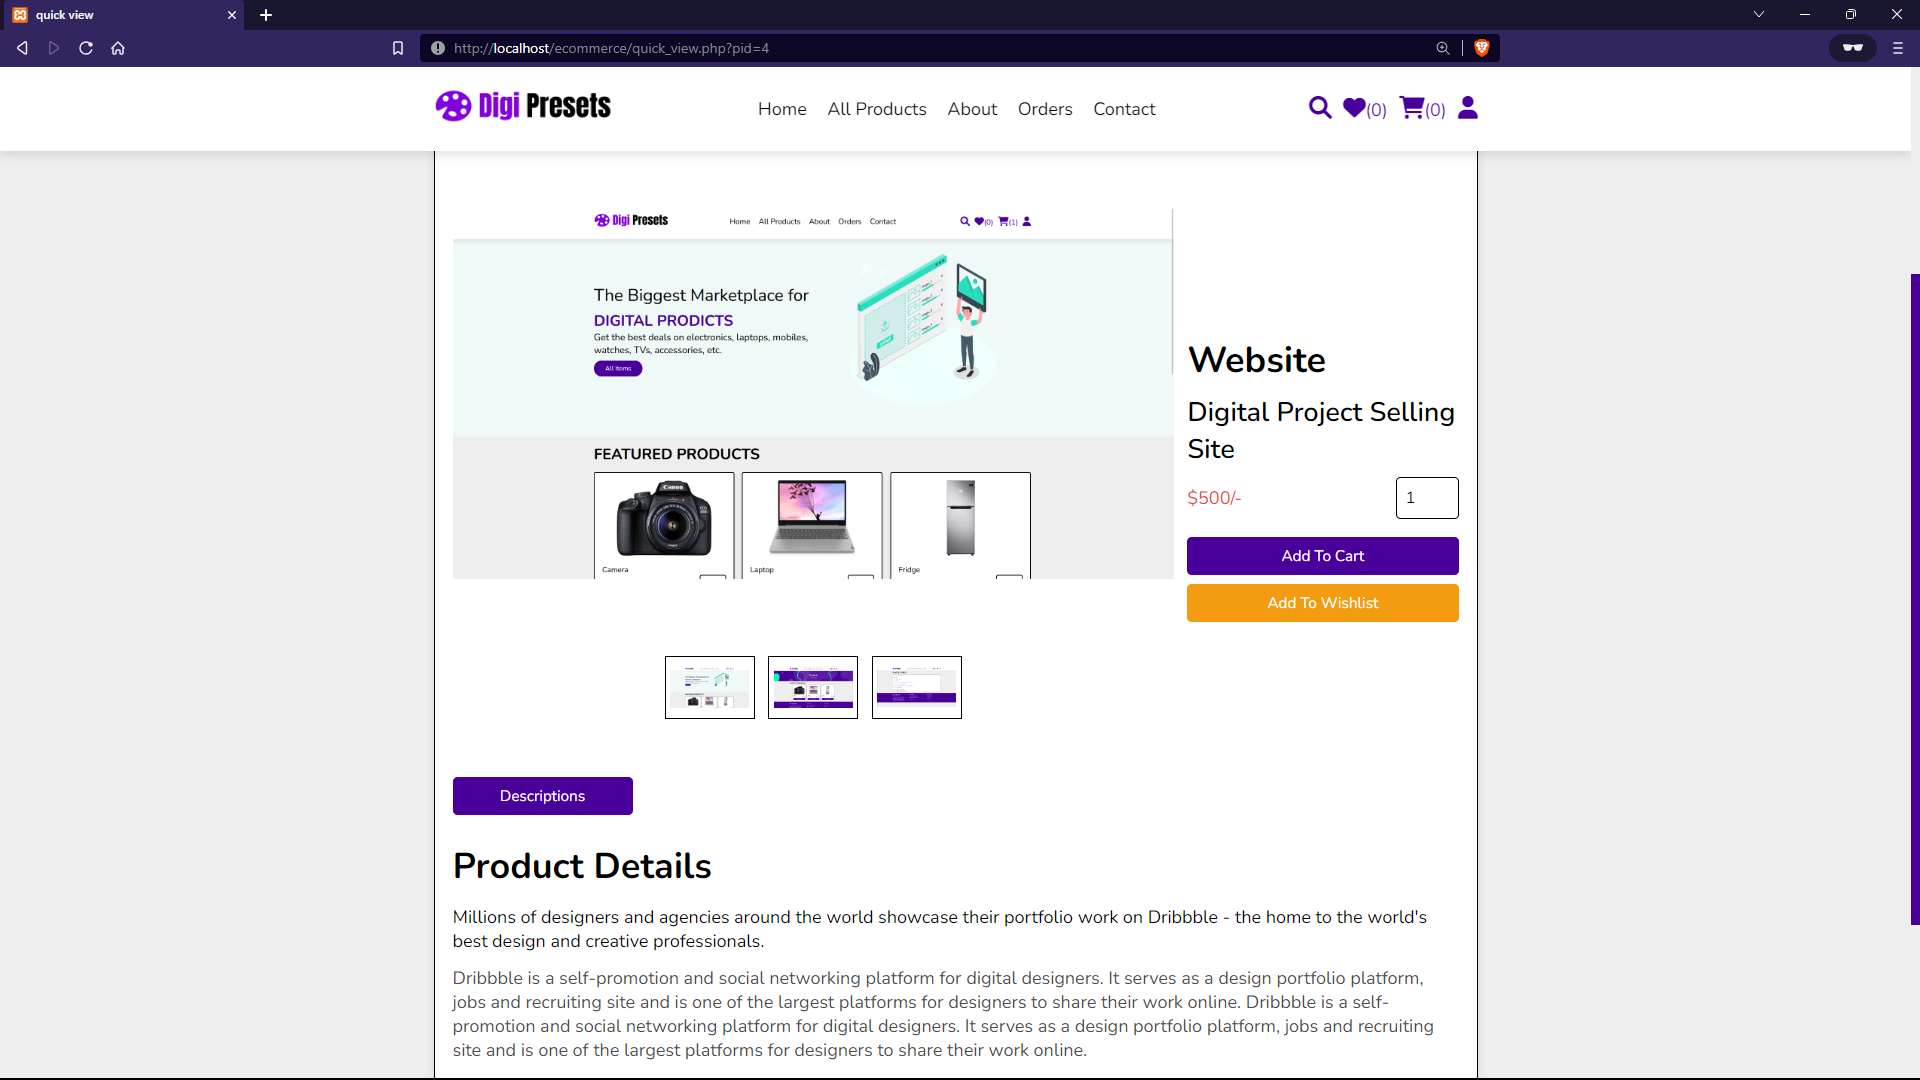 quick view
http://localhost/ecommerce/quick_view.php?pid=4
Digi Presets
Home All Products About Orders Contact
(0) (0)
Digi Presets
Home All Products About Orders Contact
(0) (1)
The Biggest Marketplace for
DIGITAL PRODICTS
Get the best deals on electronics, laptops, mobiles,
watches, TVs, accessories, etc.
All Items
FEATURED PRODUCTS
Canon
Camera Laptop Fridge
Website
Digital Project Selling
Site
$500/-
1
Add To Cart
Add To Wishlist
Descriptions
Product Details
Millions of designers and agencies around the world showcase their portfolio work on Dribbble - the home to the world's
best design and creative professionals.
Dribbble is a self-promotion and social networking platform for digital designers. It serves as a design portfolio platform,
jobs and recruiting site and is one of the largest platforms for designers to share their work online. Dribbble is a self-
promotion and social networking platform for digital designers. It serves as a design portfolio platform, jobs and recruiting
site and is one of the largest platforms for designers to share their work online.